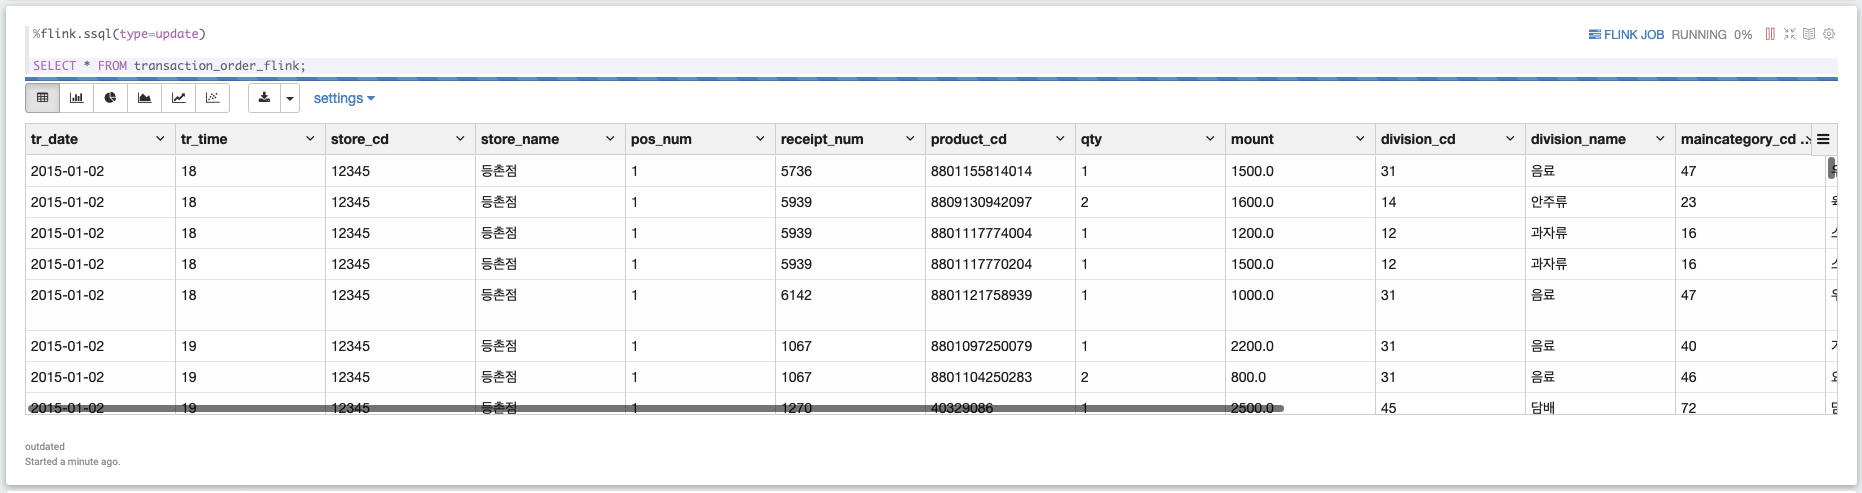 %flink.ssql(type=update)
FLINK JOB RUNNING 0%
SELECT * FROM transaction_order_flink;
settings
tr_date tr_time store_cd store_name pos_num receipt_num product_cd qty mount division_cd division_name maincategory_cd ..
2015-01-02 18 12345 등촌점 1 5736 8801155814014 1 1500.0 31 음료 47
2015-01-02 18 12345 등촌점 1 5939 8809130942097 2 1600.0 14 안주류 23
2015-01-02 18 12345 등촌점 1 5939 8801117774004 1 1200.0 12 과자류 16
2015-01-02 18 12345 등촌점 1 5939 8801117770204 1 1500.0 12 과자류 16
2015-01-02 18 12345 등촌점 1 6142 8801121758939 1 1000.0 31 음료 47
2015-01-02 19 12345 등촌점 1 1067 8801097250079 1 2200.0 31 음료 40
2015-01-02 19 12345 등촌점 1 1067 8801104250283 2 800.0 31 음료 46
2015-01-02 19 12345 등촌점 1 1270 40329086 1 2500.0 45 담배 72
outdated
Started a minute ago.